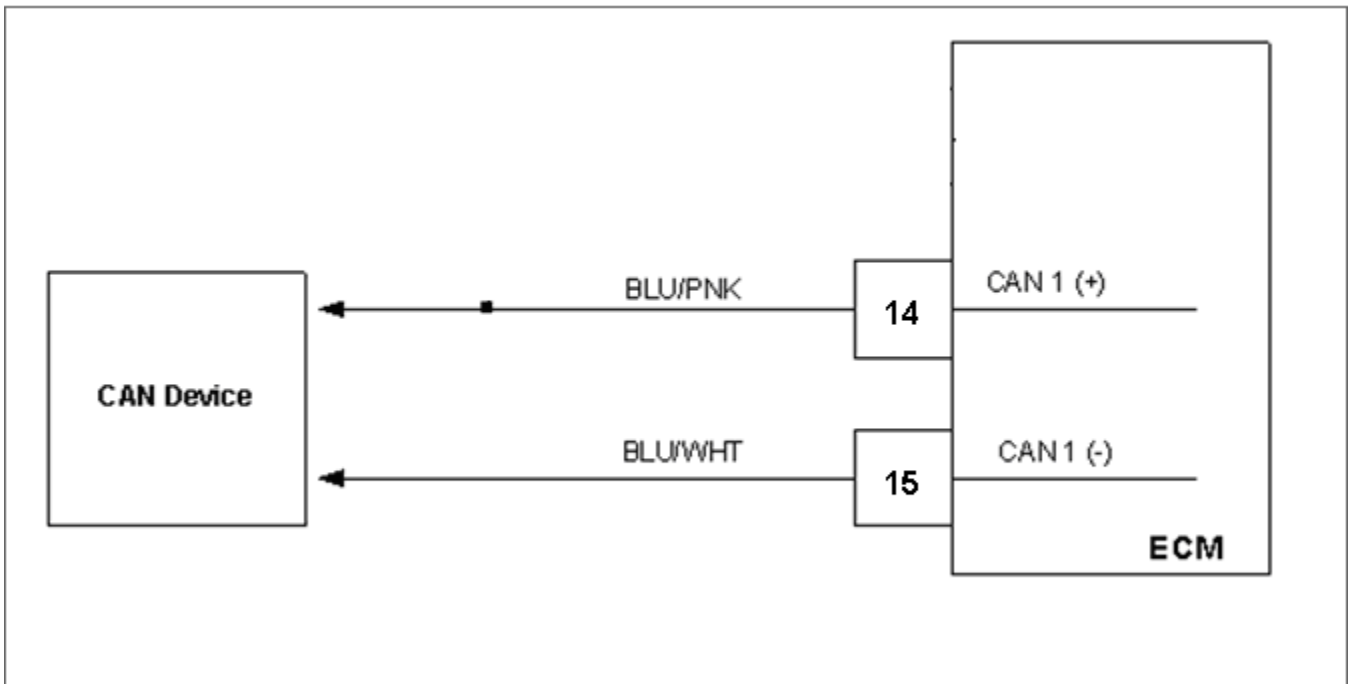 BLU/PNK
14
CAN 1 (+)
CAN Device
BLU/WHT
15
CAN 1 (-)
ECM